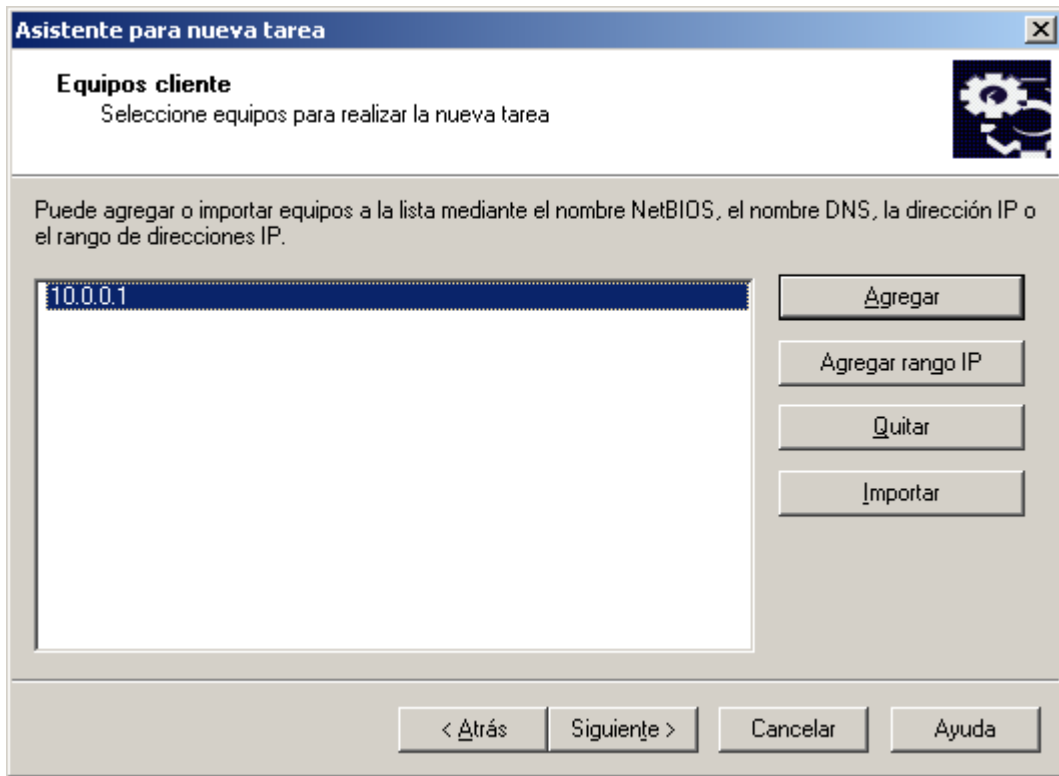 Asistente para nueva tarea
Equipos cliente
Seleccione equipos para realizar la nueva tarea
Puede agregar o importar equipos a la lista mediante el nombre NetBIOS, el nombre DNS, la dirección IP o
el rango de direcciones IP.
10.0.0.1
Agregar
Agregar rango IP
Quitar
Importar
< Atrás
Siguiente >
Cancelar
Ayuda